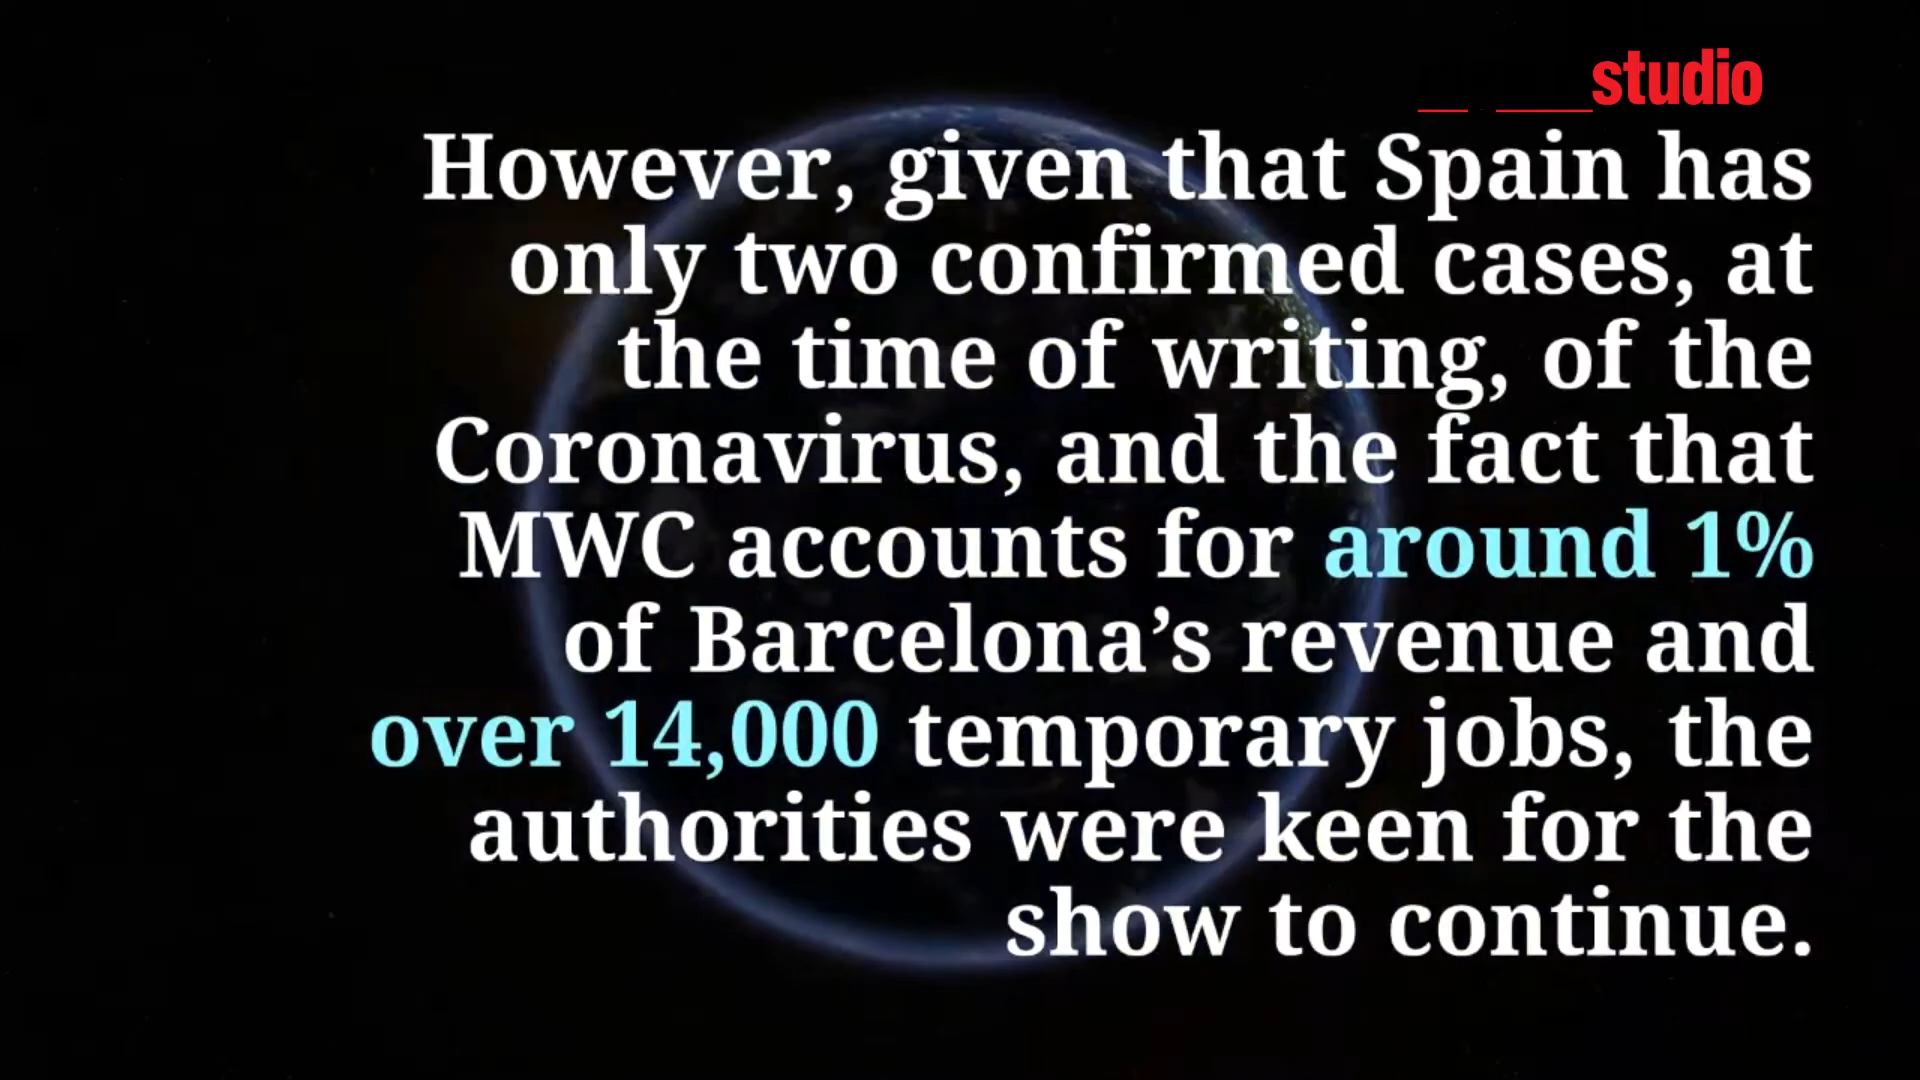 studio
However, given that Spain has
only two confirmed cases, at
the time of writing, of the
Coronavirus, and the fact that
MWC accounts for around 1%
of Barcelona’s revenue and
over 14,000 temporary jobs, the
authorities were keen for the
show to continue.